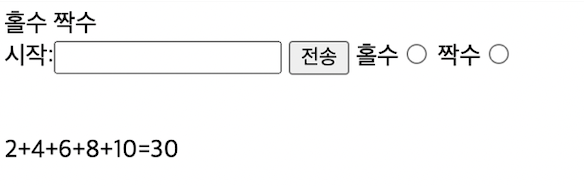 홀수 짝수
시작: 전송 홀수 짝수
2+4+6+8+10=30